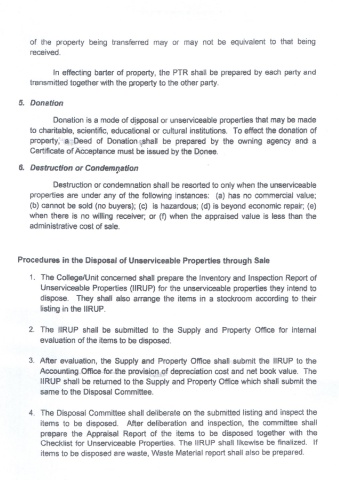 of the property being transferred may or may not be equivalent to that being
received.
In effecting barter of property, the PTR shall be prepared by each party and
transmitted together with the property to the other party.
5. Donation
Donation is a mode of disposal or unserviceable properties that may be made
to charitable, scientific, educational or cultural institutions. To effect the donation of
property, a Deed of Donation shall be prepared by the owning agency and a
Certificate of Acceptance must be issued by the Donee.
6. Destruction or Condemnation
Destruction or condemnation shall be resorted to only when the unserviceable
properties are under any of the following instances: (a) has no commercial value;
(b) cannot be sold (no buyers); (c) is hazardous; (d) is beyond economic repair; (e)
when there is no willing receiver; or (f) when the appraised value is less than the
administrative cost of sale.
Procedures in the Disposal of Unserviceable Properties through Sale
1. The College/Unit concerned shall prepare the Inventory and Inspection Report of
Unserviceable Properties (IIRUP) for the unserviceable properties they intend to
dispose. They shall also arrange the items in a stockroom according to their
listing in the IIRUP.
2. The IIRUP shall be submitted to the Supply and Property Office for internal
evaluation of the items to be disposed.
3. After evaluation, the Supply and Property Office shall submit the IIRUP to the
Accounting Office for the provision of depreciation cost and net book value. The
IIRUP shall be returned to the Supply and Property Office which shall submit the
same to the Disposal Committee.
4. The Disposal Committee shall deliberate on the submitted listing and inspect the
items to be disposed. After deliberation and inspection, the committee shall
prepare the Appraisal Report of the items to be disposed together with the
Checklist for Unserviceable Properties. The IIRUP shall likewise be finalized. If
items to be disposed are waste, Waste Material report shall also be prepared.